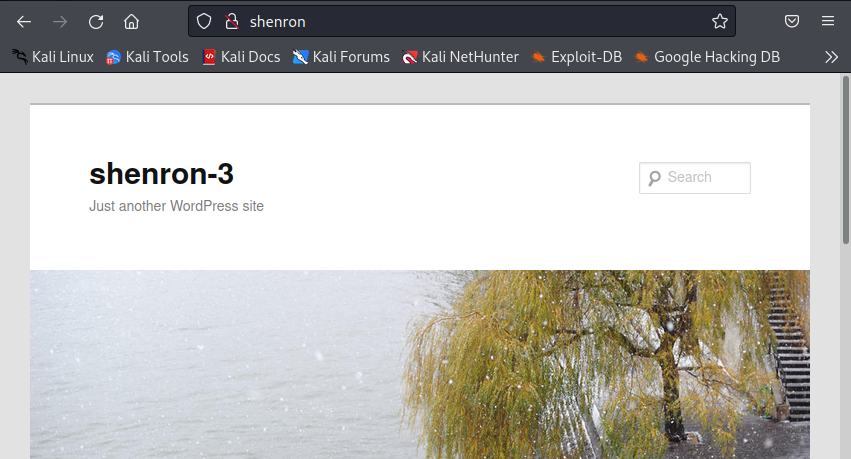 shenron
Kali Linux Kali Tools Kali Docs Kali Forums Kali NetHunter Exploit-DB Google Hacking DB
shenron-3
Search
Just another WordPress site